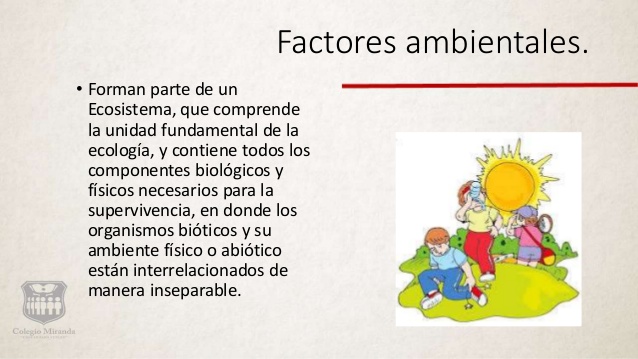 Factores ambientales.
• Forman parte de un
Ecosistema, que comprende
la unidad fundamental de la
ecología, y contiene todos los
componentes biológicos y
físicos necesarios para la
supervivencia, en donde los
organismos bióticos y su
ambiente físico o abiótico
están interrelacionados de
manera inseparable.
Colegio Miranda